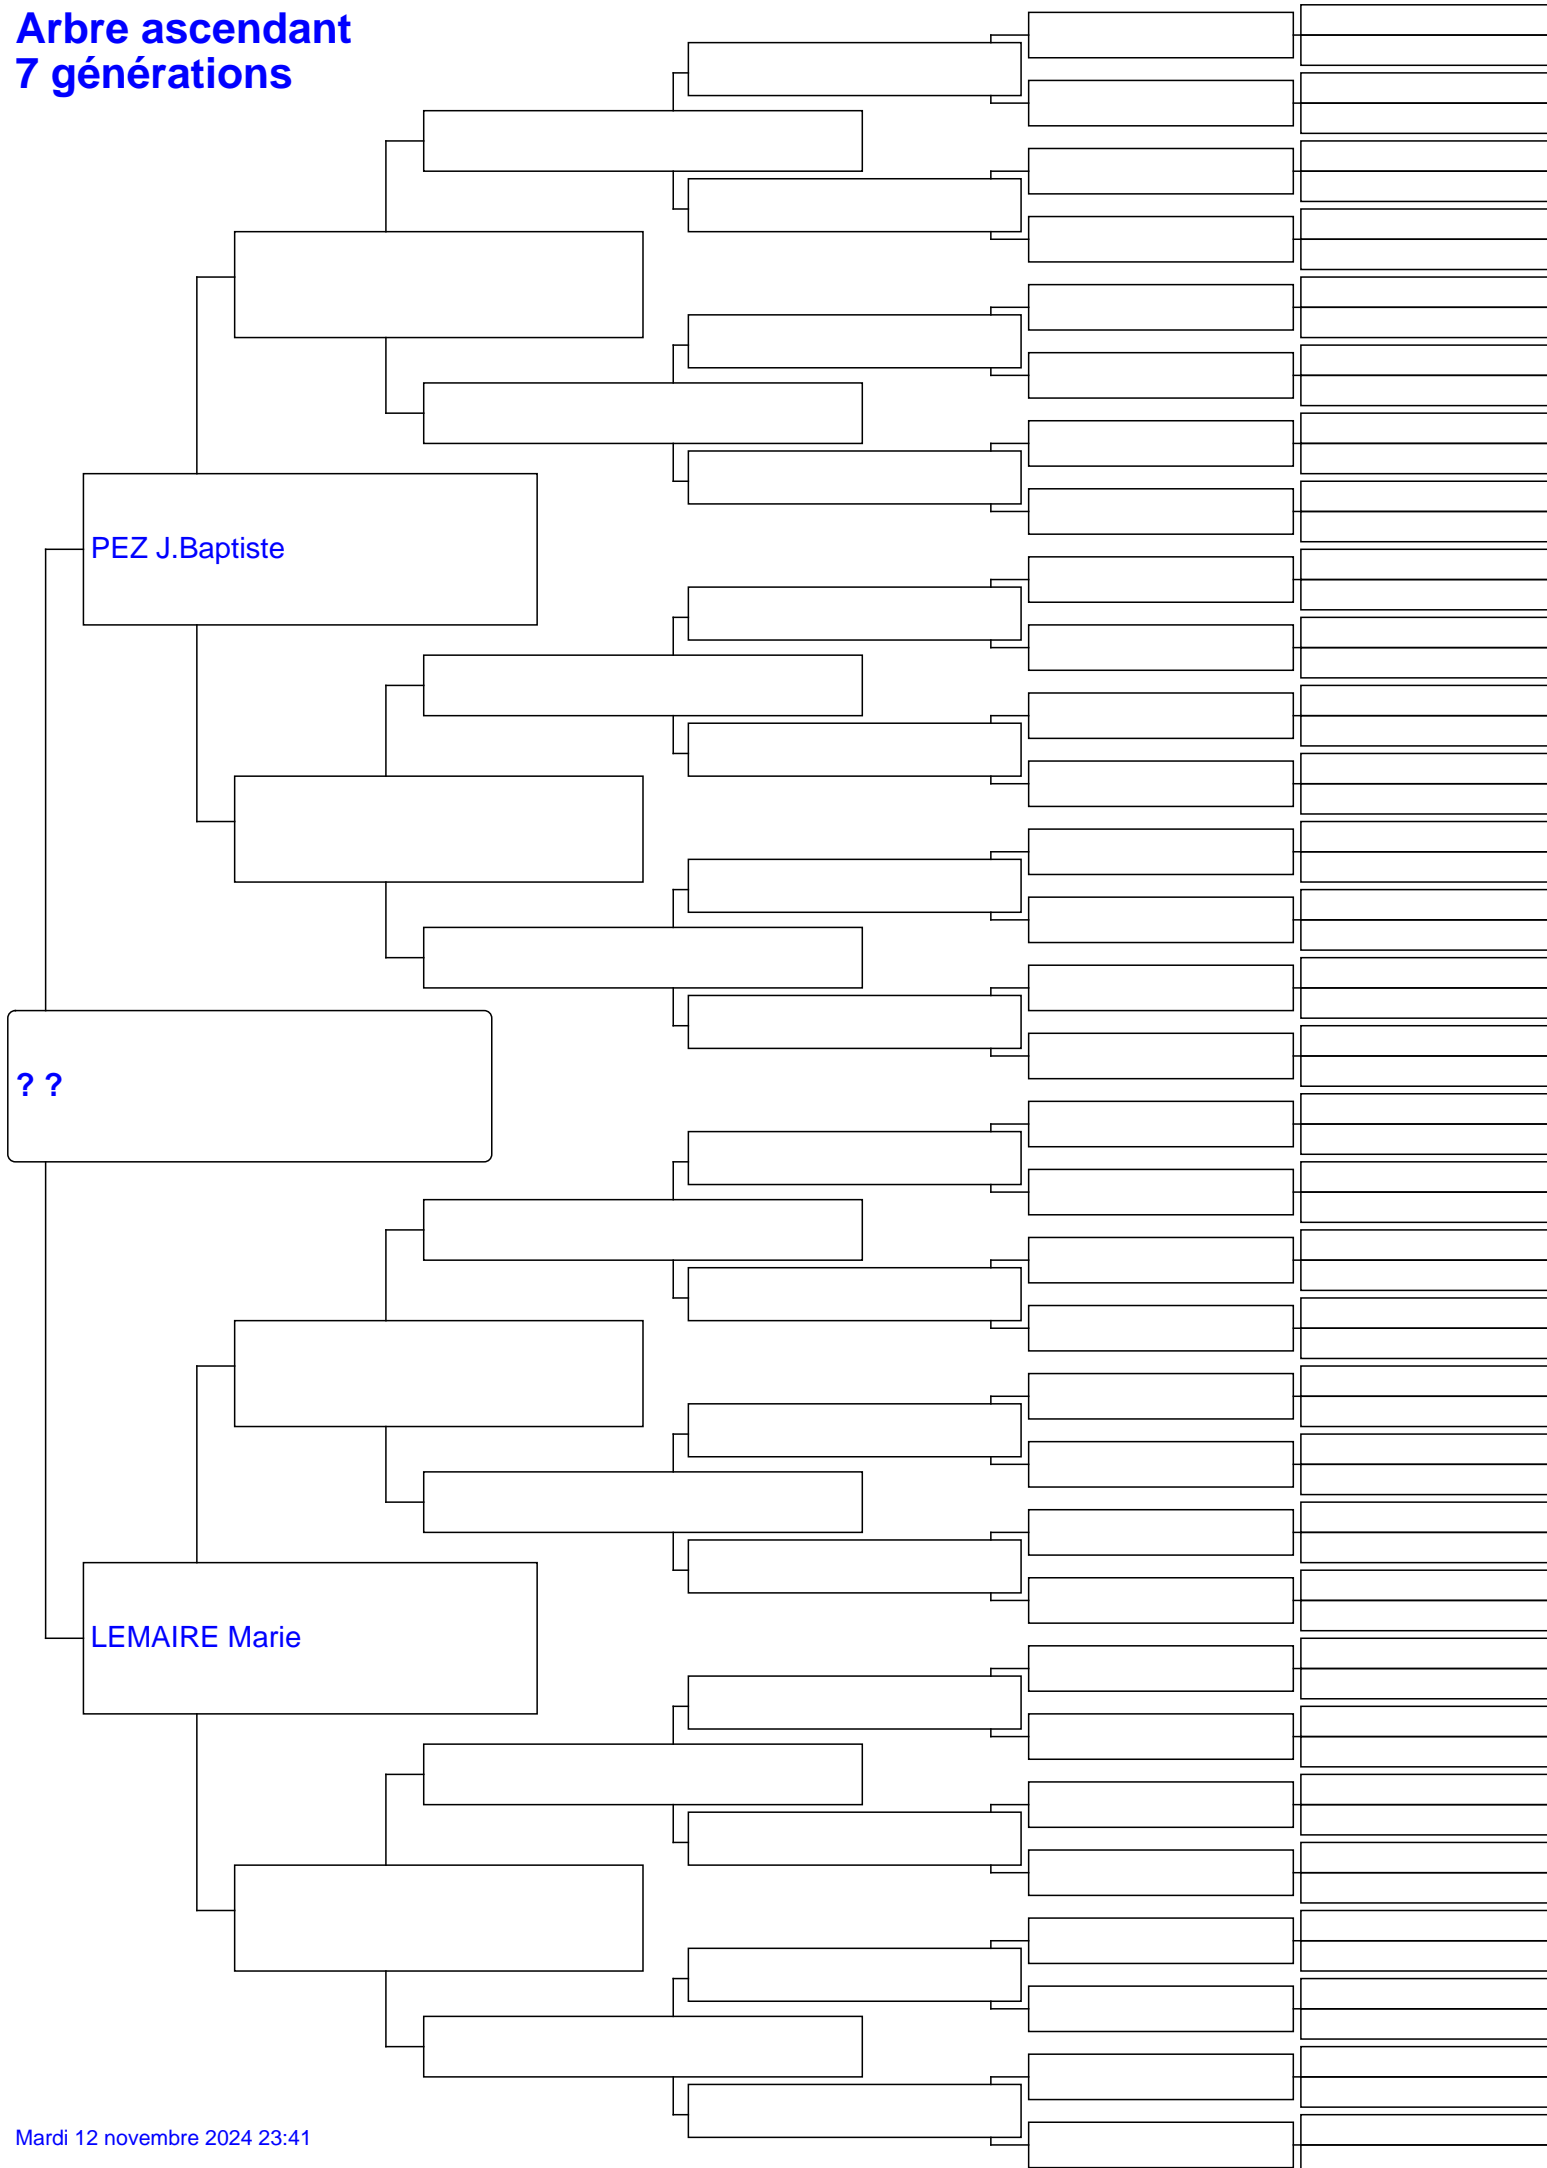 Arbre ascendant
7 générations
PEZ J.Baptiste
? ?
LEMAIRE Marie
Mardi 12 novembre 2024 23:41